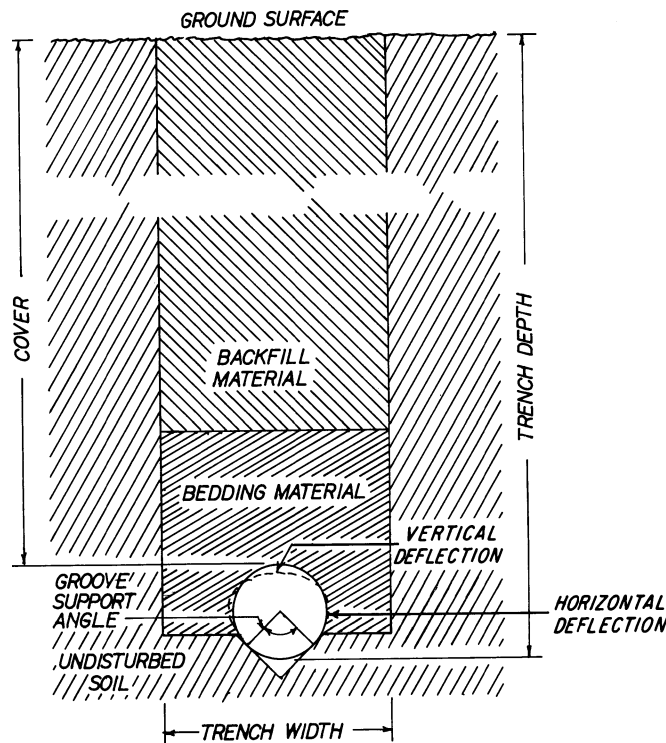 GROUND SURFACE
COVER
TRENCH DEPTH
BACKFILL
MATERIAL
BEDDING MATERIAL
VERTICAL
DEFLECTION
GROOVE
SUPPORT
ANGLE
HORIZONTAL
DEFLECTION
UNDISTURBED
SOIL
TRENCH WIDTH